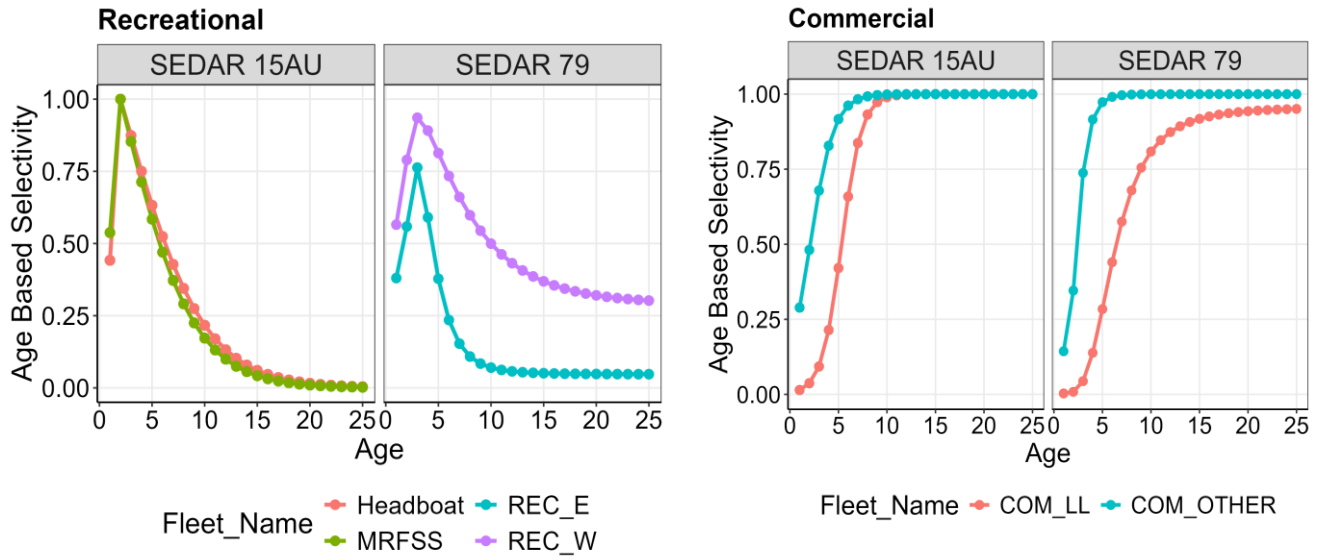 Recreational
SEDAR 15AU SEDAR 79
1.00
0.75
0.50
0.25
0.00
0 5 10 15 20 25 0 5 10 15 20 25
Age Based Selectivity
Age
Fleet_Name
Headboat REC_E
MRFSS REC_W
Commercial
SEDAR 15AU SEDAR 79
1.00
0.75
0.50
0.25
0.00
0 5 10 15 20 25 0 5 10 15 20 25
Age Based Selectivity
Age
Fleet_Name COM_LL COM_OTHER